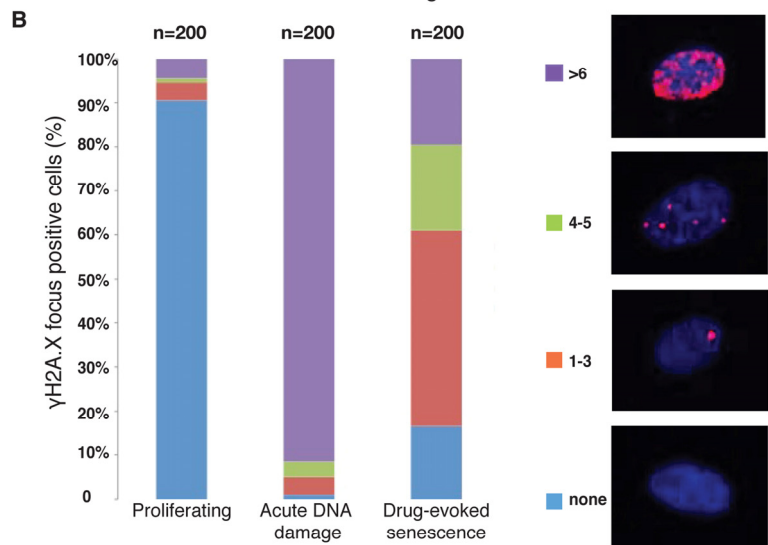 B
n=200 n=200 n=200
γH2A.X focus positive cells (%)
100%
90%
80%
70%
60%
50%
40%
30%
20%
10%
0
Proliferating
Acute DNA
damage
Drug-evoked
senescence
>6
4-5
1-3
none